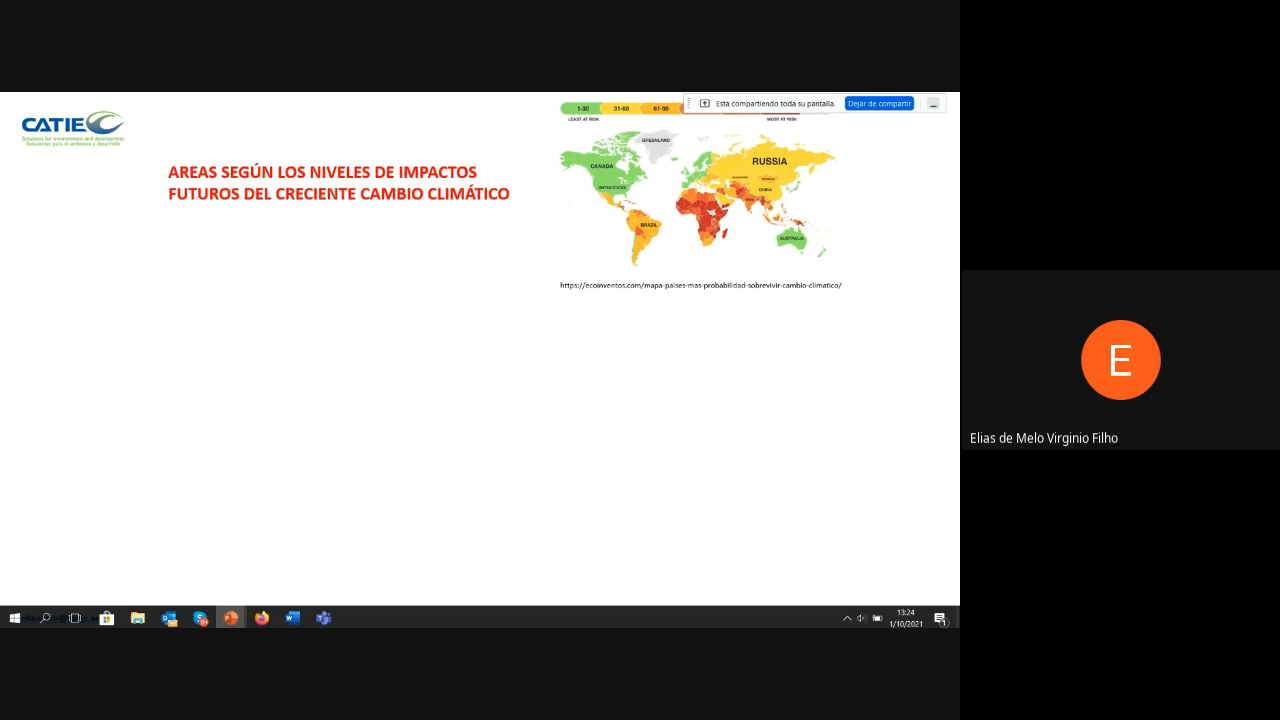 CATIE
Solutions for environment and development
Soluciones para el ambiente y desarrollo
AREAS SEGÚN LOS NIVELES DE IMPACTOS
FUTUROS DEL CRECIENTE CAMBIO CLIMÁTICO
1-30 31-60 61-90
LEAST AT RISK MOST AT RISK
Está compartiendo toda su pantalla. Dejar de compartir
GREENLAND
CANADA
RUSSIA
UNITED STATES
CHINA
INDIA
BRAZIL
AUSTRALIA
https://ecoinventos.com/mapa-paises-mas-probabilidad-sobrevivir-cambio-climatico/
E
Elias de Melo Virginio Filho
13:24
1/10/2021